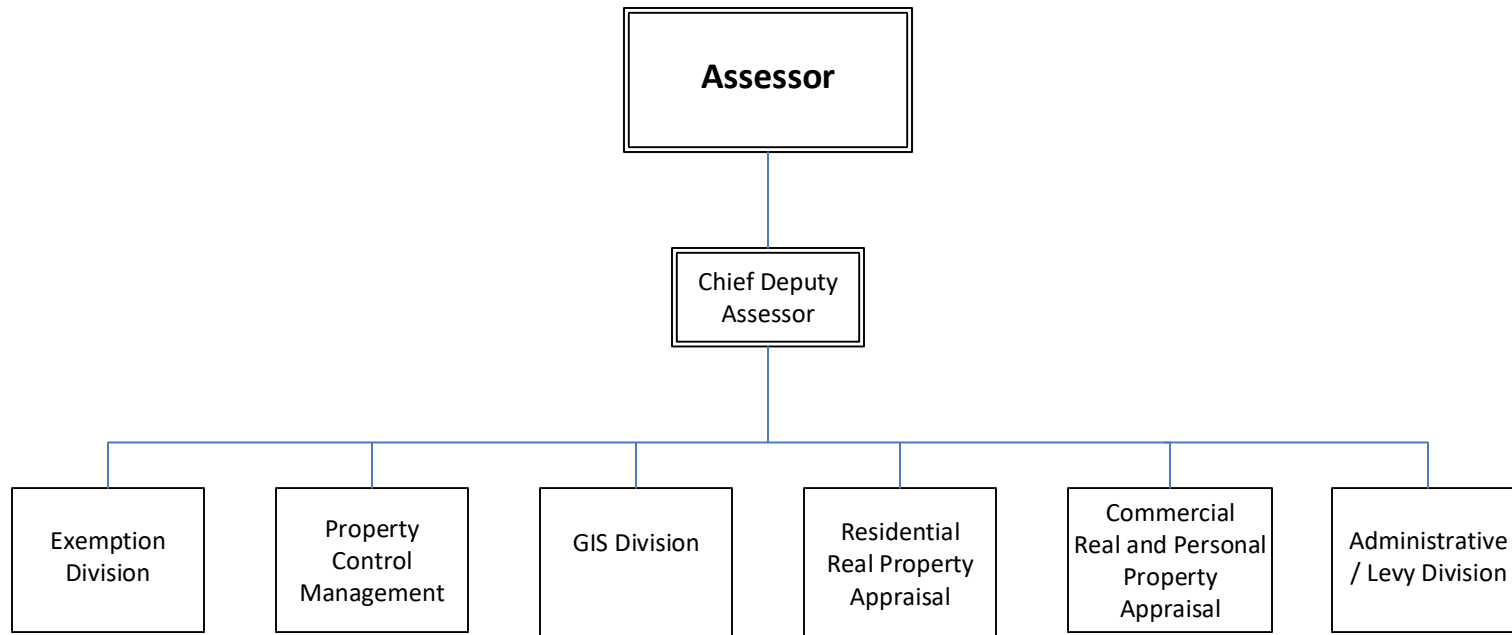 Assessor
Chief Deputy
Assessor
Exemption
Division
Property
Control
Management
GIS Division
Residential
Real Property
Appraisal
Commercial
Real and Personal
Property
Appraisal
Administrative
/ Levy Division